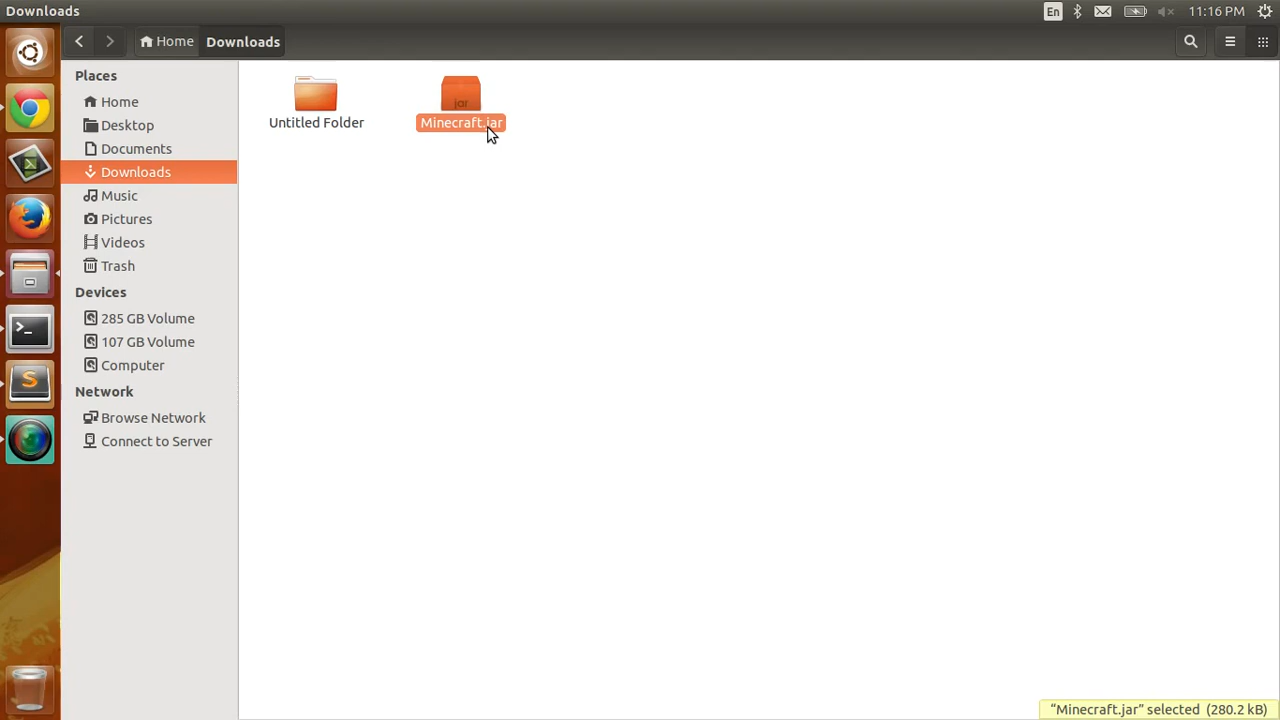 Downloads
En
11:16 PM
Home
Downloads
Places
Home
Desktop
Documents
Downloads
Music
Pictures
Videos
Trash
Devices
285 GB Volume
107 GB Volume
Computer
Network
Browse Network
Connect to Server
jar
Untitled Folder
Minecraft.jar
>_
S
“Minecraft.jar” selected (280.2 kB)